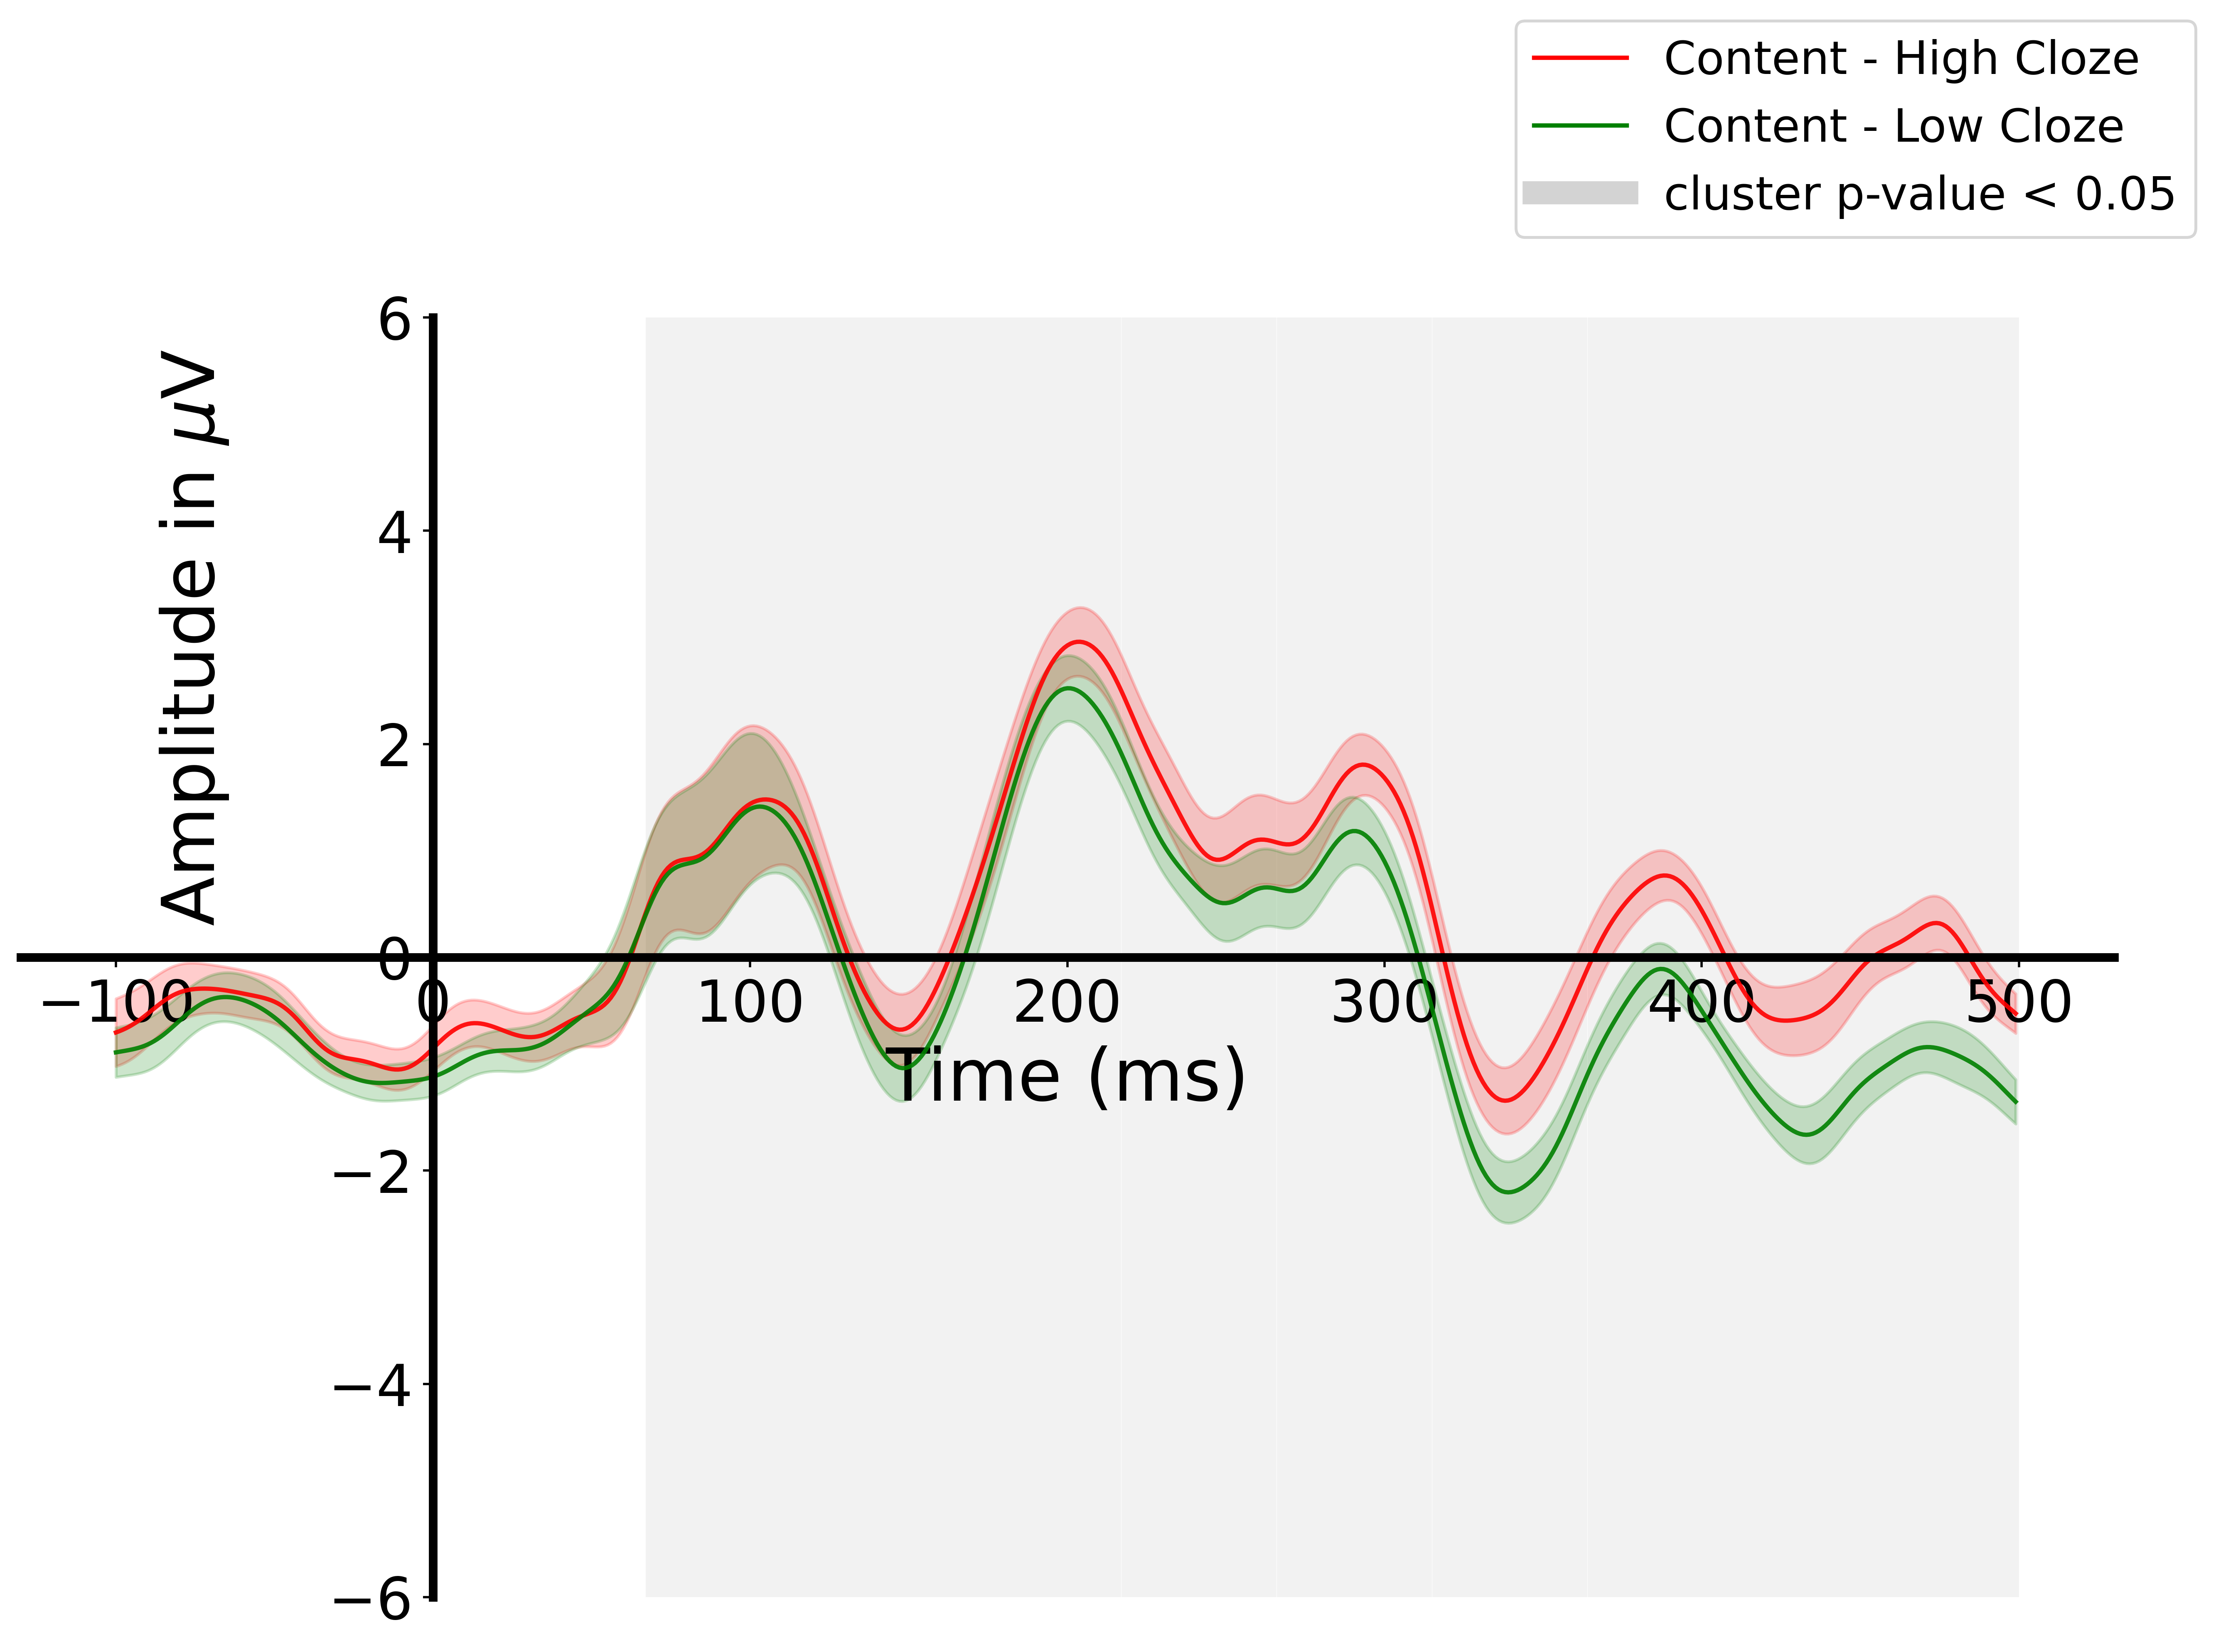 Content - High Cloze
Content - Low Cloze
cluster p-value < 0.05
Amplitude in μV
6
4
2
0
−2
−4
−6
−100
0
100
200
300
400
500
Time (ms)